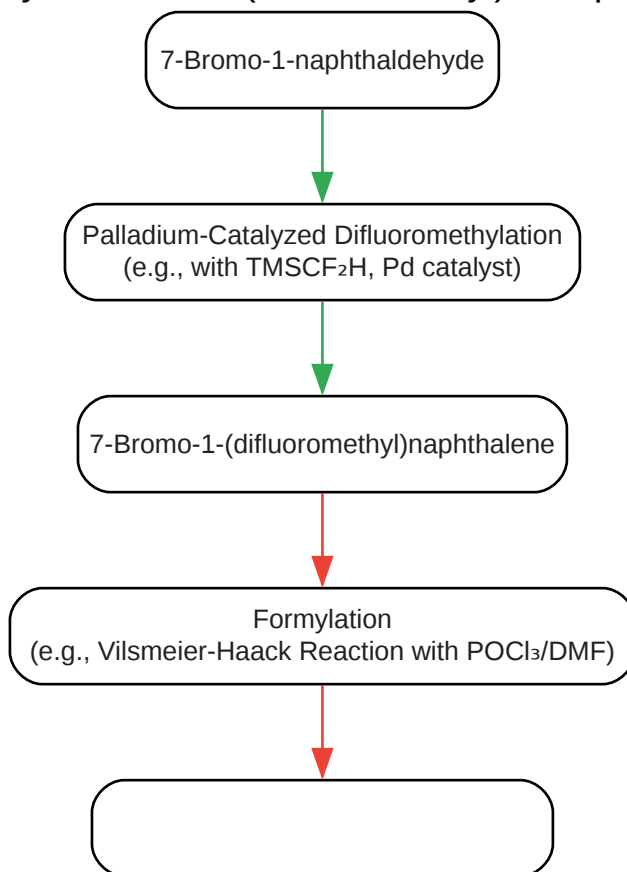 7-Bromo-1-naphthaldehyde
Palladium-Catalyzed Difluoromethylation
(e.g., with TMSCF₂H, Pd catalyst)
7-Bromo-1-(difluoromethyl)naphthalene
Formylation
(e.g., Vilsmeier-Haack Reaction with POCl₃/DMF)